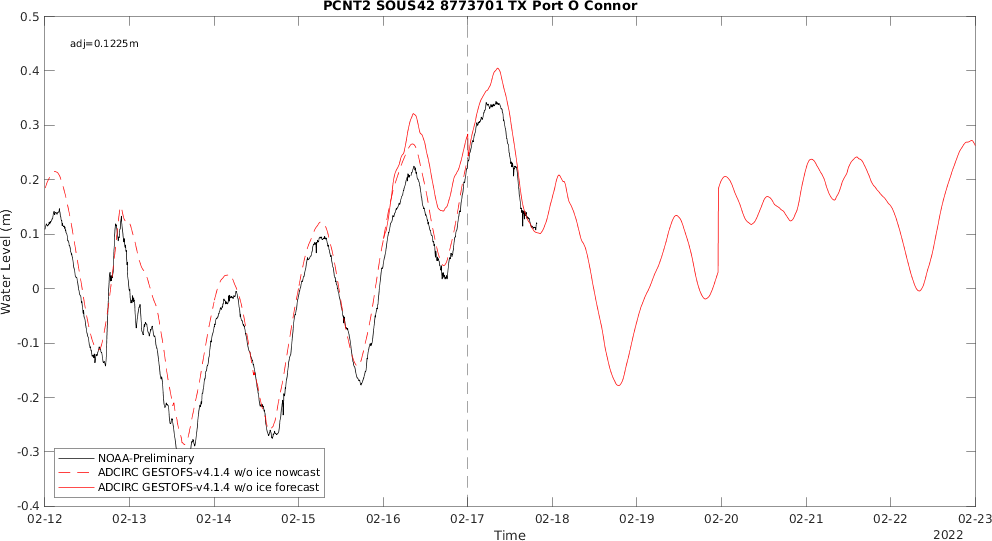 PCNT2 SOUS42 8773701 TX Port O Connor
adj=0.1225m
0.5
0.4
0.3
0.2
0.1
0
-0.1
-0.2
-0.3
-0.4
Water Level (m)
NOAA-Preliminary
ADCIRC GESTOFS-v4.1.4 w/o ice nowcast
ADCIRC GESTOFS-v4.1.4 w/o ice forecast
02-12 02-13 02-14 02-15 02-16 02-17 02-18 02-19 02-20 02-21 02-22 02-23
Time
2022